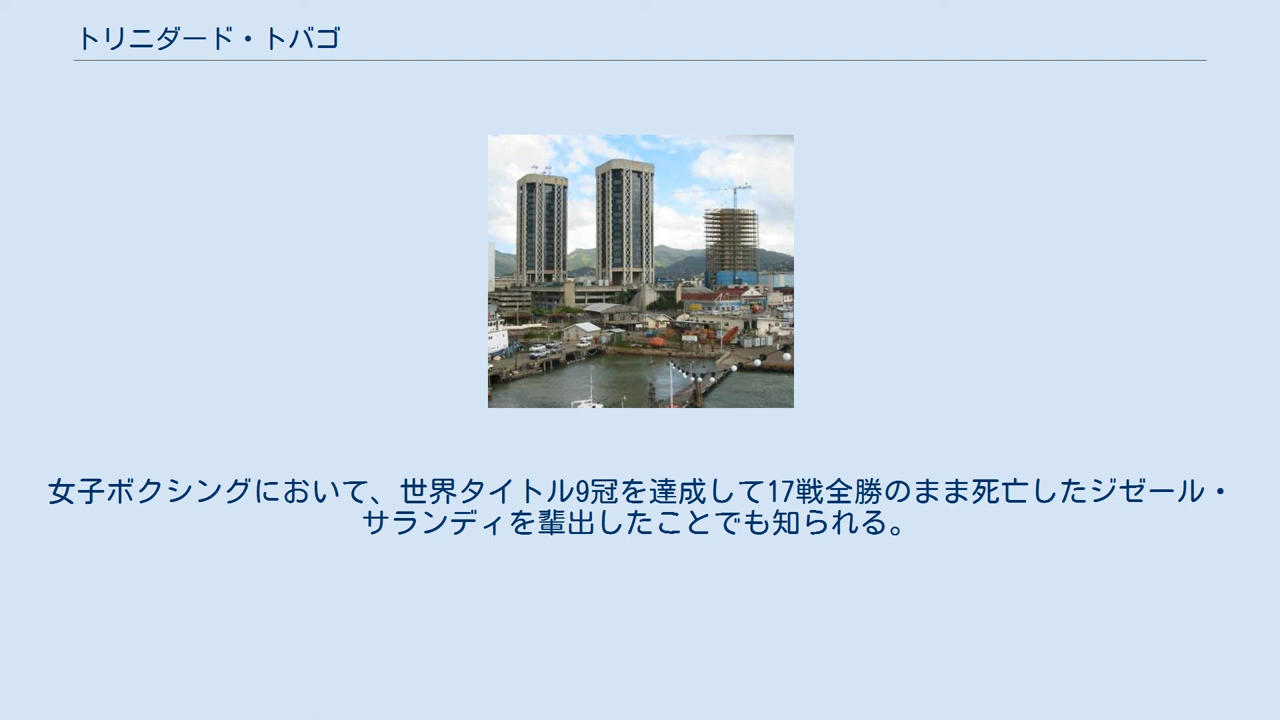 トリニダード・トバゴ
女子ボクシングにおいて、世界タイトル9冠を達成して17戦全勝のまま死亡したジゼール・
サランディを輩出したことでも知られる。